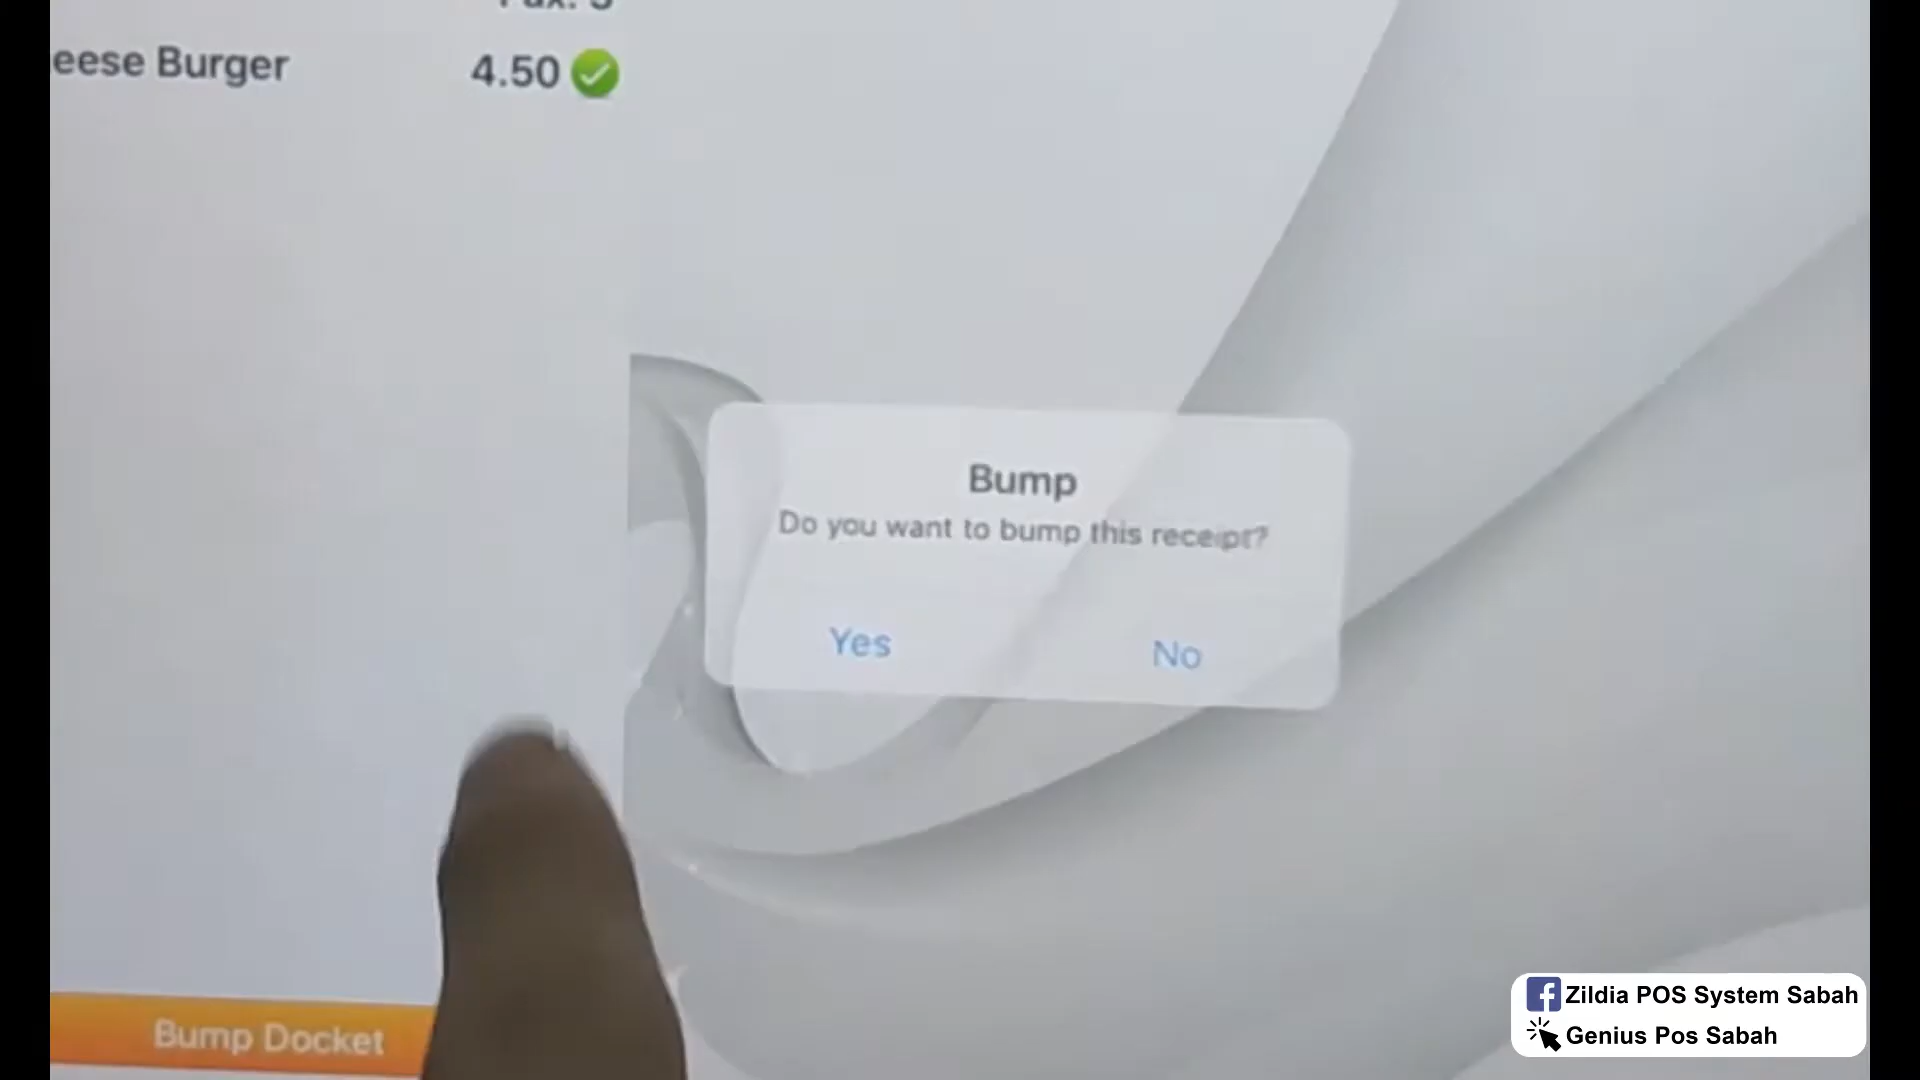 eese Burger 4.50
Bump
Do you want to bump this receipt?
Yes No
Bump Docket
Zildia POS System Sabah
Genius Pos Sabah